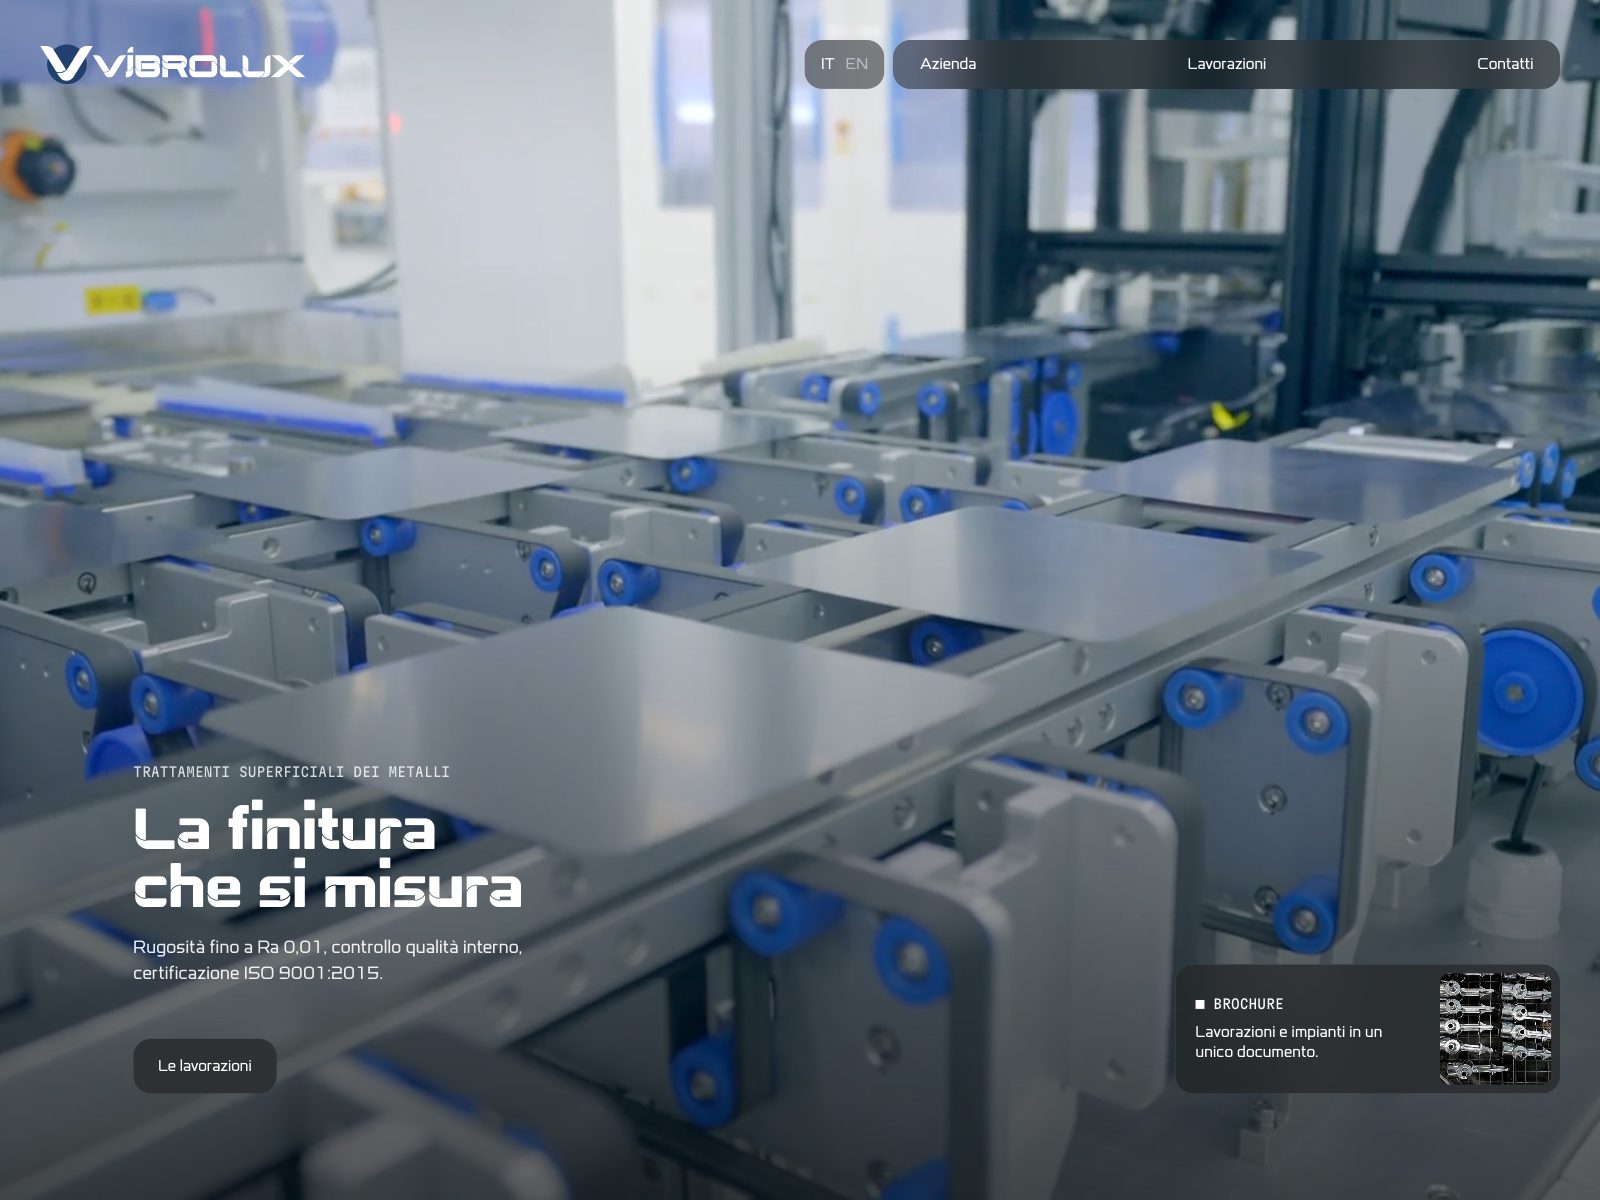 VIBROLUX
IT EN
Azienda
Lavorazioni
Contatti
TRATTAMENTI SUPERFICIALI DEI METALLI
La finitura
che si misura
Rugosità fino a Ra 0,01, controllo qualità interno,
certificazione ISO 9001:2015.
Le lavorazioni
BROCHURE
Lavorazioni e impianti in un
unico documento.